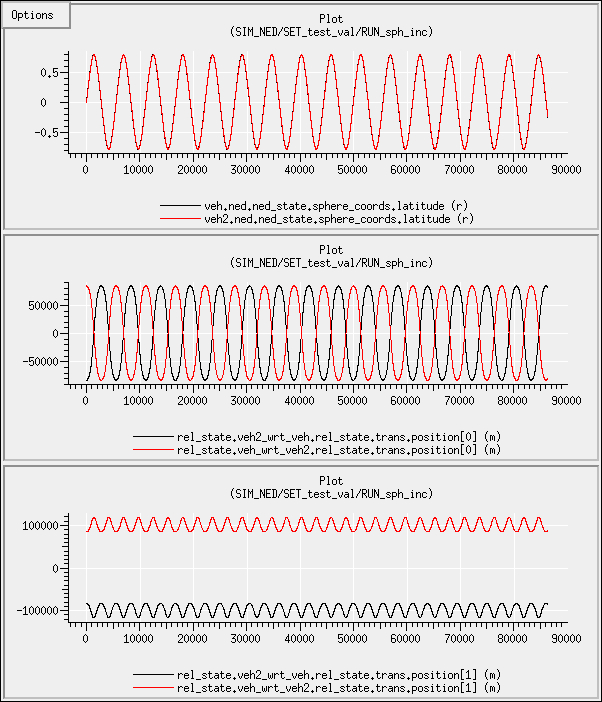 Options
Plot
(SIM_NED/SET_test_val/RUN_sph_inc)
0,5
0
-0,5
0 10000 20000 30000 40000 50000 60000 70000 80000 90000
veh.ned.ned_state.sphere_coords.latitude (r)
veh2.ned.ned_state.sphere_coords.latitude (r)
Plot
(SIM_NED/SET_test_val/RUN_sph_inc)
50000
0
-50000
0 10000 20000 30000 40000 50000 60000 70000 80000 90000
rel_state.veh2_wrt_veh.rel_state.trans.position[0] (m)
rel_state.veh_wrt_veh2.rel_state.trans.position[0] (m)
Plot
(SIM_NED/SET_test_val/RUN_sph_inc)
100000
0
-100000
0 10000 20000 30000 40000 50000 60000 70000 80000 90000
rel_state.veh2_wrt_veh.rel_state.trans.position[1] (m)
rel_state.veh_wrt_veh2.rel_state.trans.position[1] (m)